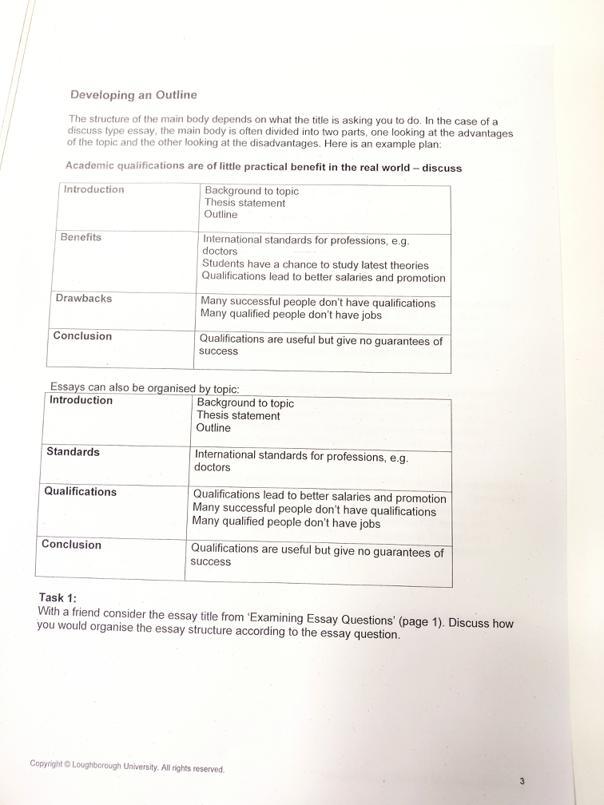 Developing an Outline
The structure of the main body depends on what the title is asking you to do. In the case of a
discuss type essay, the main body is often divided into two parts, one looking at the advantages
of the topic and the other looking at the disadvantages. Here is an example plan:
Academic qualifications are of little practical benefit in the real world – discuss
Introduction
Background to topic
Thesis statement
Outline
Benefits
International standards for professions, e.g.
doctors
Students have a chance to study latest theories
Qualifications lead to better salaries and promotion
Drawbacks
Many successful people don't have qualifications
Many qualified people don't have jobs
Conclusion
Qualifications are useful but give no guarantees of
success
Essays can also be organised by topic:
Introduction
Background to topic
Thesis statement
Outline
Standards
International standards for professions, e.g.
doctors
Qualifications
Qualifications lead to better salaries and promotion
Many successful people don't have qualifications
Many qualified people don't have jobs
Conclusion
Qualifications are useful but give no guarantees of
success
Task 1:
With a friend consider the essay title from 'Examining Essay Questions' (page 1). Discuss how
you would organise the essay structure according to the essay question.
Copyright © Loughborough University. All rights reserved.
3